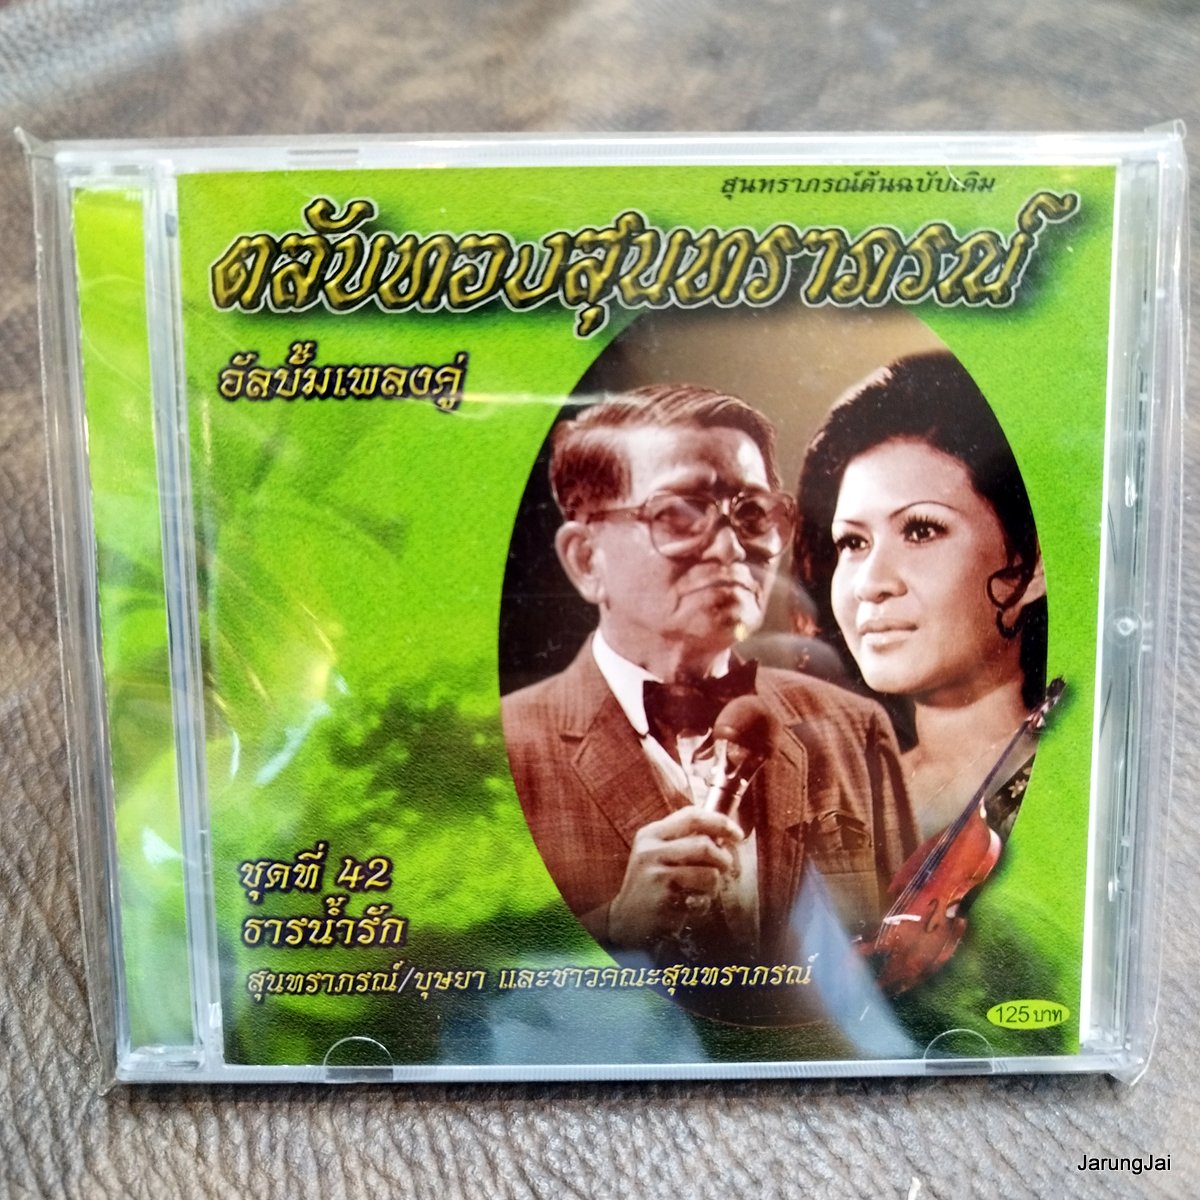 สุนทราภรณ์ต้นฉบับเดิม
ตลับทองสุนทราภรณ์
อัลบั้มเพลงคู่
ชุดที่ 42
ธารน้ำรัก
สุนทราภรณ์/บุษยา และชาวคณะสุนทราภรณ์
125 บาท
JarungJai